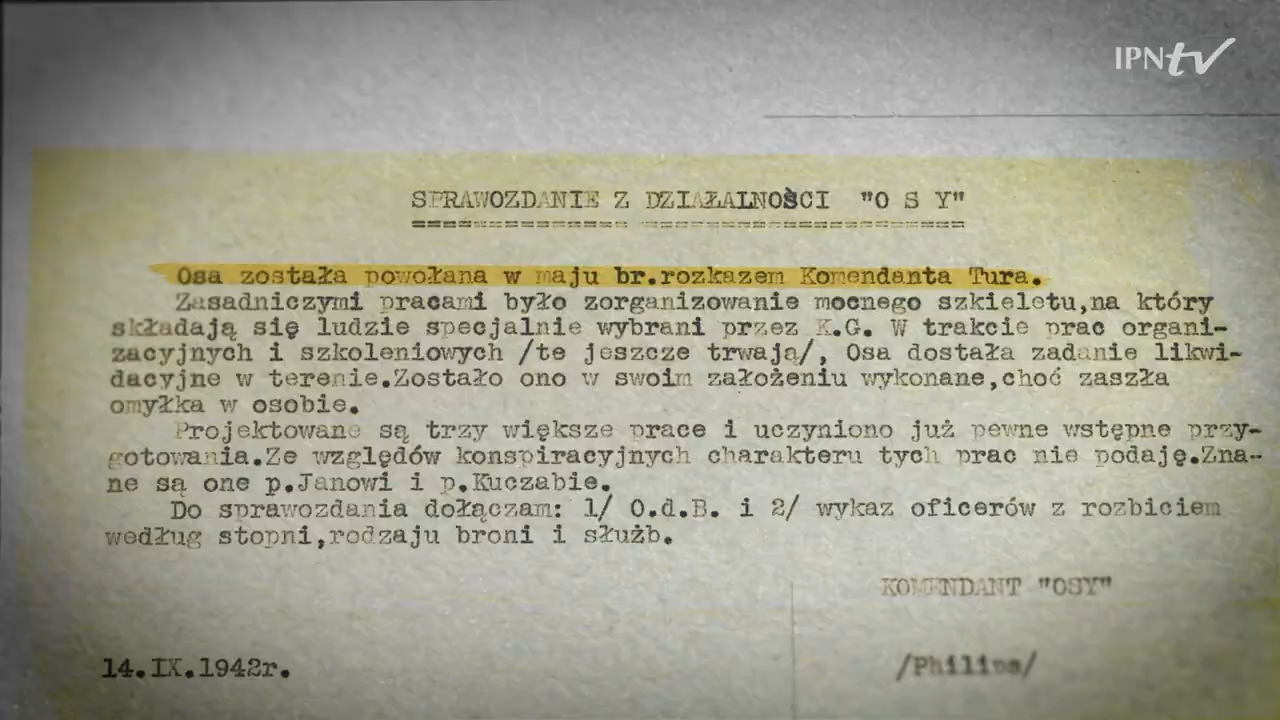 IPNtv
SPRAWOZDANIE Z DZIAŁALNOŚCI "O S Y"
Osa została powołana w maju br.rozkazem Komendanta Tura.
Zasadniczymi pracami było zorganizowanie mocnego szkieletu,na który
składają się ludzie specjalnie wybrani przez K.G. W trakcie prac organi-
zacyjnych i szkoleniowych /te jeszcze trwają/, Osa dostała zadanie likwi-
dacyjne w terenie.Zostało ono w swoim założeniu wykonane,choć zaszła
omyłka w osobie.
Projektowane są trzy większe prace i uczyniono już pewne wstępne przy-
gotowania.Ze względów konspiracyjnych charakteru tych prac nie podaję.Zna-
ne są one p.Janowi i p.Kuczabie.
Do sprawozdania dołączam: 1/ O.d.B. i 2/ wykaz oficerów z rozbiciem
według stopni,rodzaju broni i służb.
KOMENDANT "OSY"
14.IX.1942r.
/Philips/